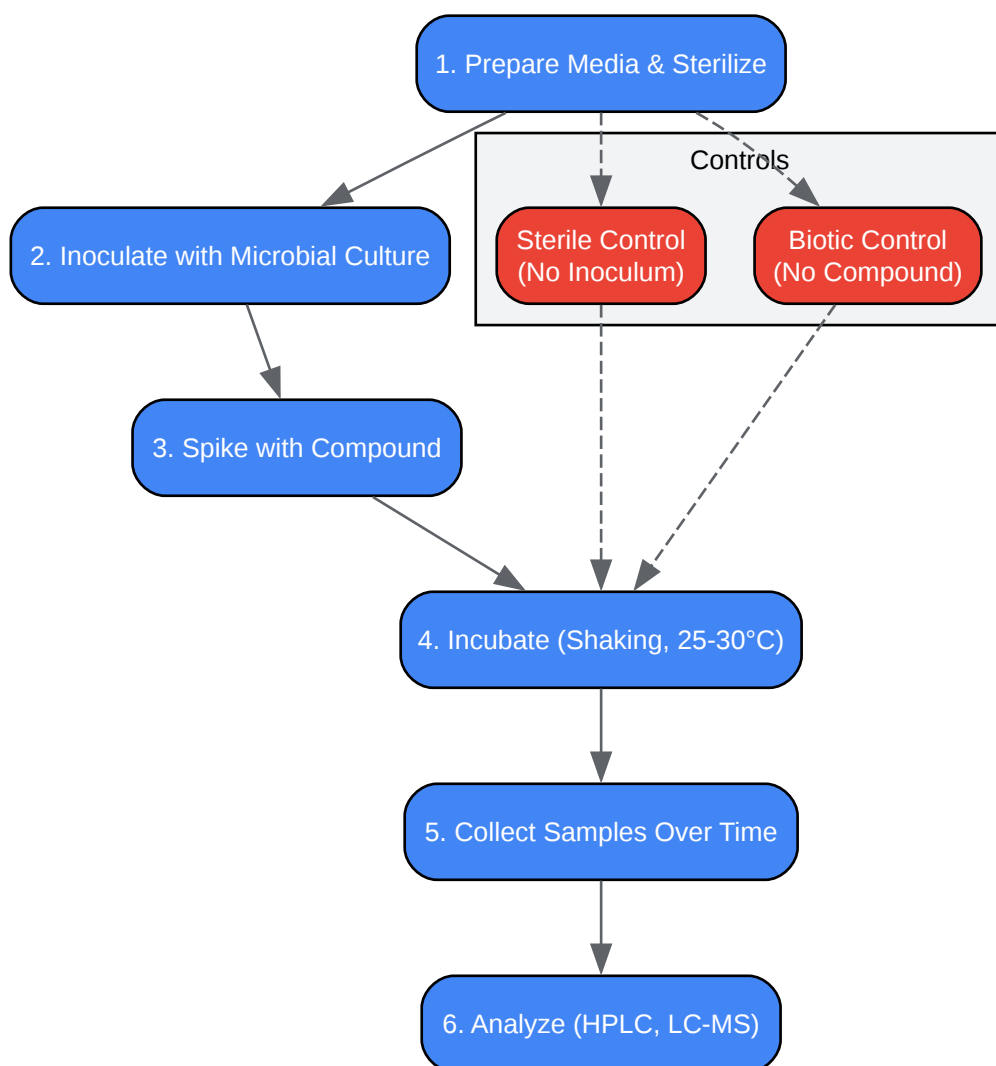 1. Prepare Media & Sterilize
Controls
2. Inoculate with Microbial Culture
Sterile Control
(No Inoculum)
Biotic Control
(No Compound)
3. Spike with Compound
4. Incubate (Shaking, 25-30°C)
5. Collect Samples Over Time
6. Analyze (HPLC, LC-MS)